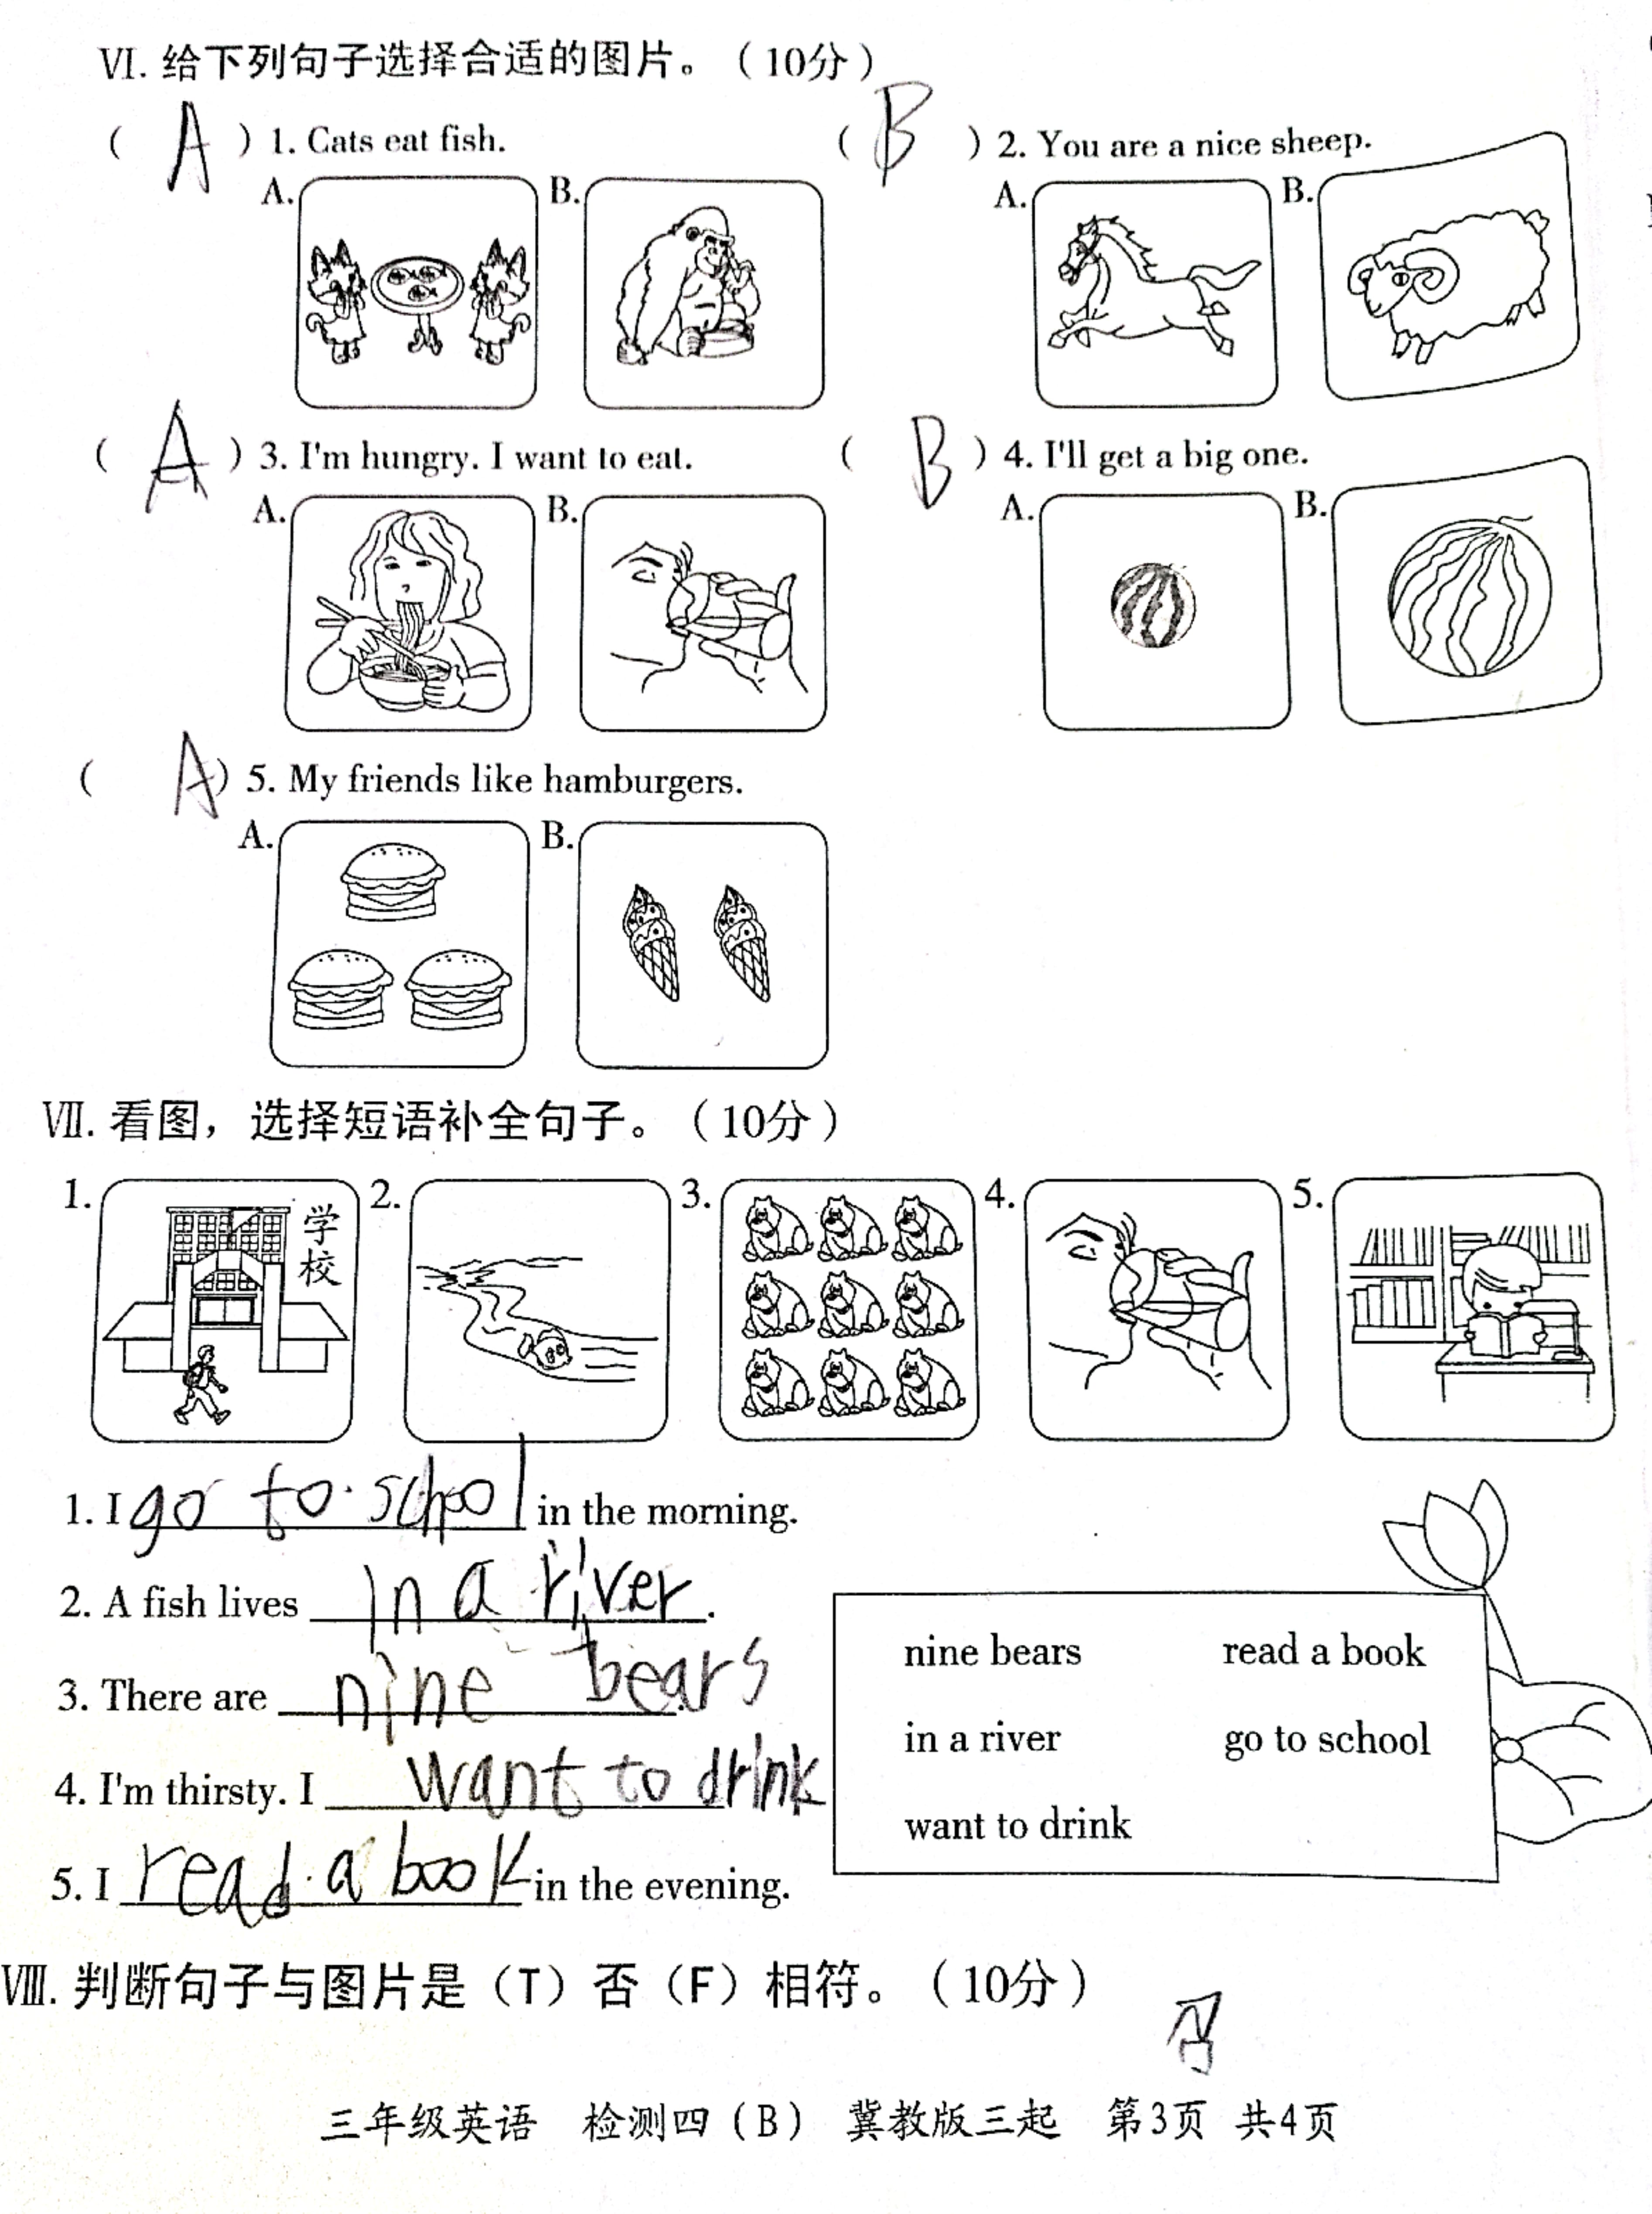 VI. 给下列句子选择合适的图片。（10分）
( A ) 1. Cats eat fish.
A. B.
( B ) 2. You are a nice sheep.
A. B.
( A ) 3. I'm hungry. I want to eat.
A. B.
( B ) 4. I'll get a big one.
A. B.
( A ) 5. My friends like hamburgers.
A. B.
VII. 看图，选择短语补全句子。（10分）
1. 2. 3. 4. 5.
学校
1. I go to school in the morning.
2. A fish lives in a river.
3. There are nine bears.
4. I'm thirsty. I want to drink
5. I read a book in the evening.
nine bears read a book
in a river go to school
want to drink
VIII. 判断句子与图片是（T）否（F）相符。（10分）
三年级英语 检测四（B） 冀教版三起 第3页 共4页